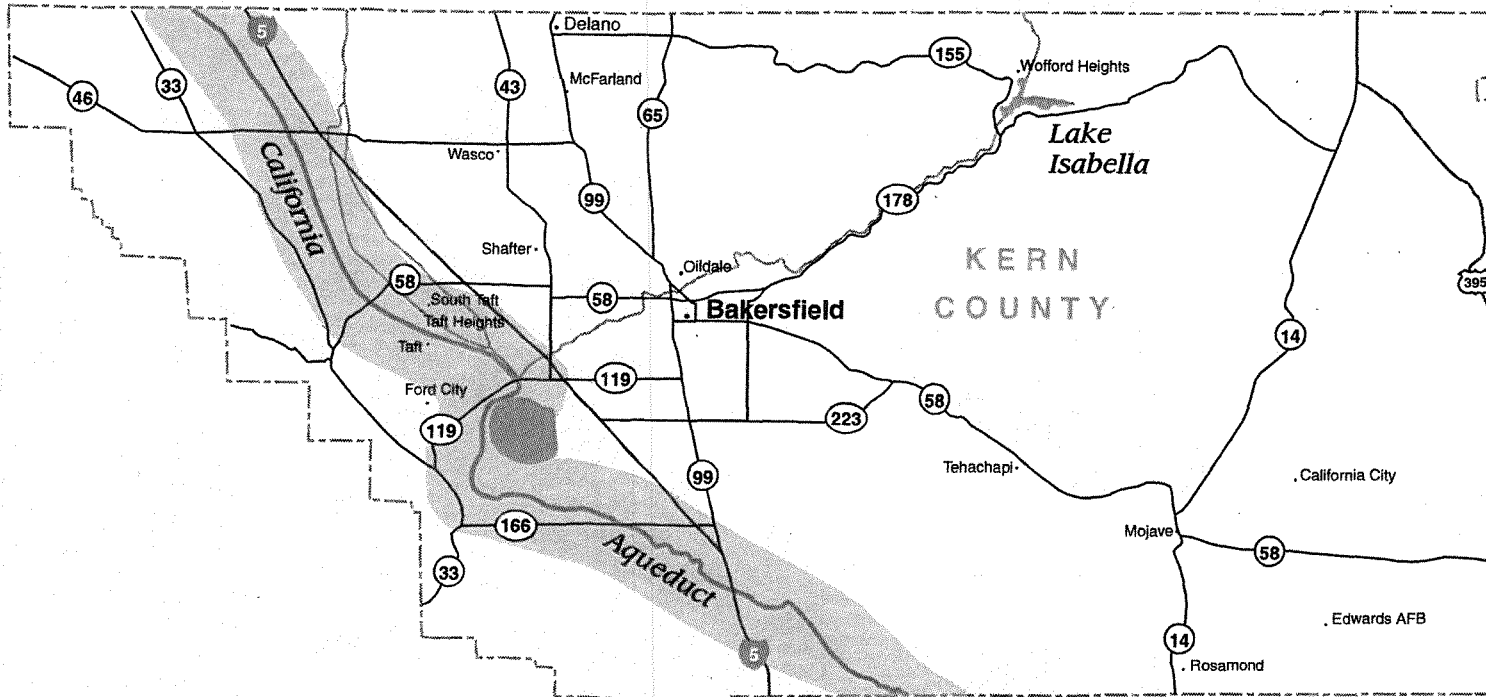 5
Delano
155
Wofford Heights
33
43
McFarland
46
65
Lake
Isabella
Wasco
California
99
178
Shafter
Oildale
KERN
COUNTY
58
395
South Taft
58
Bakersfield
Taft Heights
14
Taft
Ford City
119
58
119
223
99
Tehachapi
California City
166
Mojave
Aqueduct
58
33
Edwards AFB
14
5
Rosamond